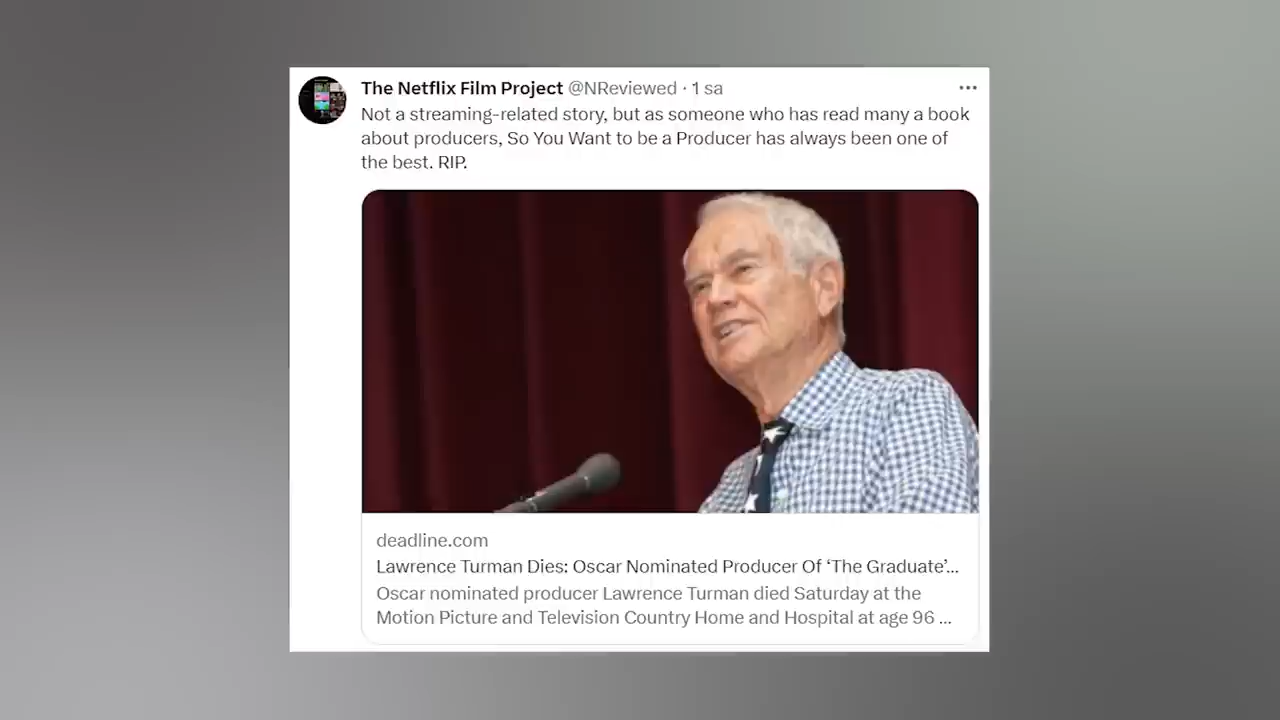 The Netflix Film Project @NReviewed · 1 sa
Not a streaming-related story, but as someone who has read many a book
about producers, So You Want to be a Producer has always been one of
the best. RIP.
deadline.com
Lawrence Turman Dies: Oscar Nominated Producer Of ‘The Graduate’...
Oscar nominated producer Lawrence Turman died Saturday at the
Motion Picture and Television Country Home and Hospital at age 96 ...